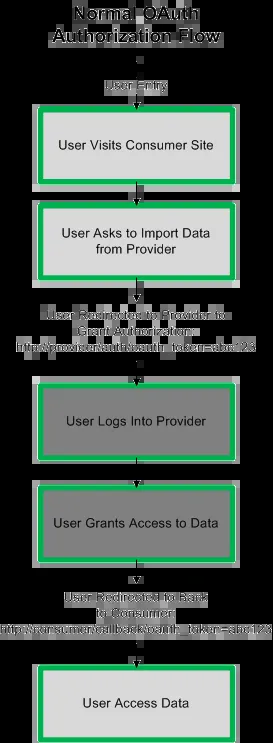 Normal OAuth
Authorization Flow
User Entry
User Visits Consumer Site
User Asks to Import Data
from Provider
User Redirected to Provider to
Grant Authorization:
http://provider/auth?oauth_token=abc123
User Logs Into Provider
User Grants Access to Data
User Redirected to Back
to Consumer:
http://consumer/callback?oauth_token=abc123
User Access Data